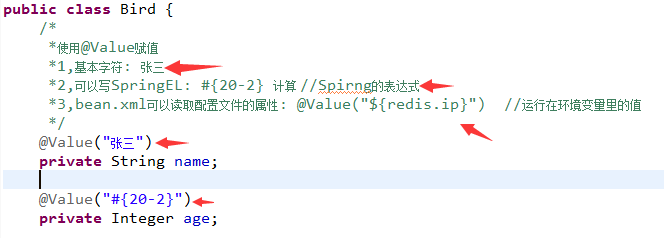 public class Bird {
/*
*使用@Value赋值
*1,基本字符: 张三
*2,可以写SpringEL: #{20-2} 计算 //Spirng的表达式
*3,bean.xml可以读取配置文件的属性: @Value("${redis.ip}") //运行在环境变量里的值
*/
@Value("张三")
private String name;
@Value("#{20-2}")
private Integer age;